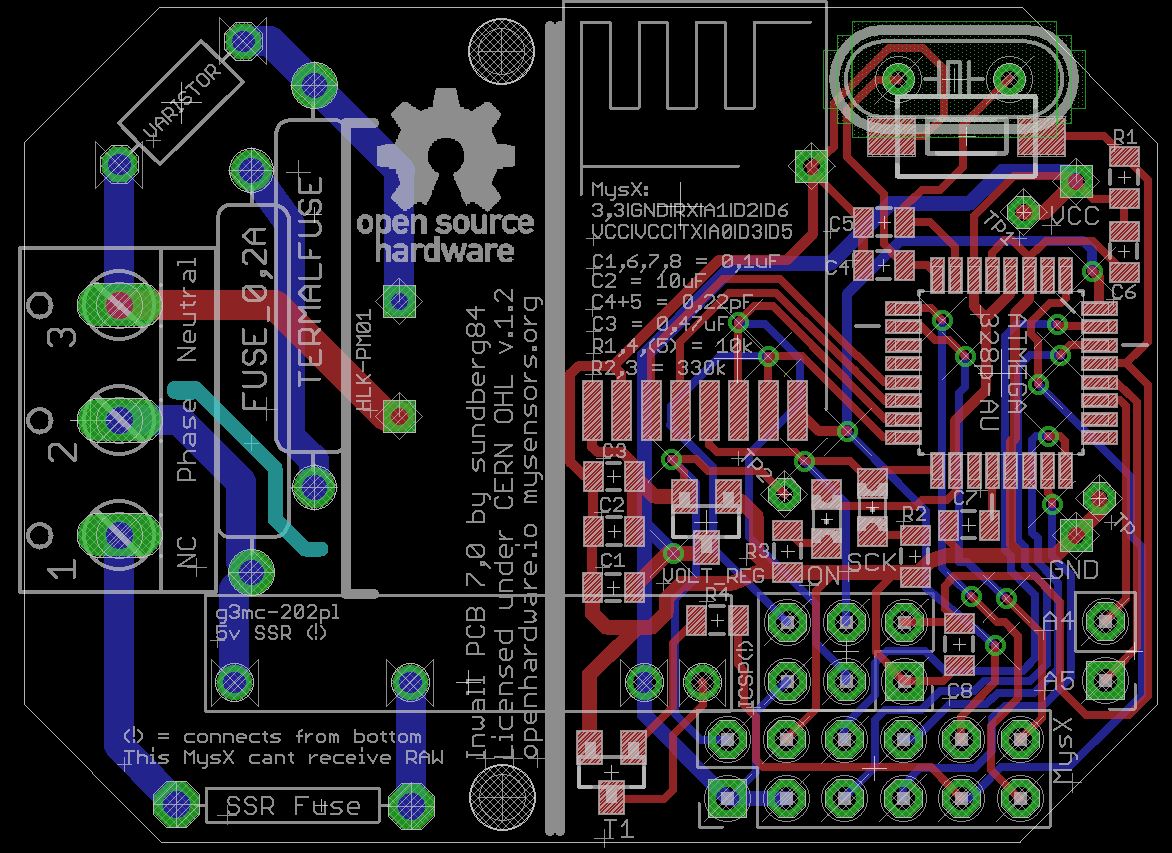 VARISTOR
FUSE_0,2A
TERMALFUSE
HLK-PM01
open source
hardware
3
2
1
Neutral
Phase
NC
Inwall PCB 7,0 by sundberg84
Licensed under CERN OHL v.1.2
openhardware.io mysensors.org
g3mc-202pl
5v SSR (!)
(!) = connects from bottom
This MysX cant receive RAW
SSR Fuse
MysX:
3,3|GND|RX|A1|D2|D6
VCC|VCC|TX|A0|D3|D5
C1,6,7,8 = 0,1uF
C2 = 10uF
C4+5 = 0,22pF
C3 = 0,47uF
R1,4,(5) = 10k
R2,3 = 330k
R1
C5
C4
VCC
C6
ATMEGA
328P-AU
C3
C2
C1
TP2
R3
VOLT_REG
ON
SCK
R2
C7
TP
GND
R4
ICSP(!)
A4
A5
C8
MysX
T1